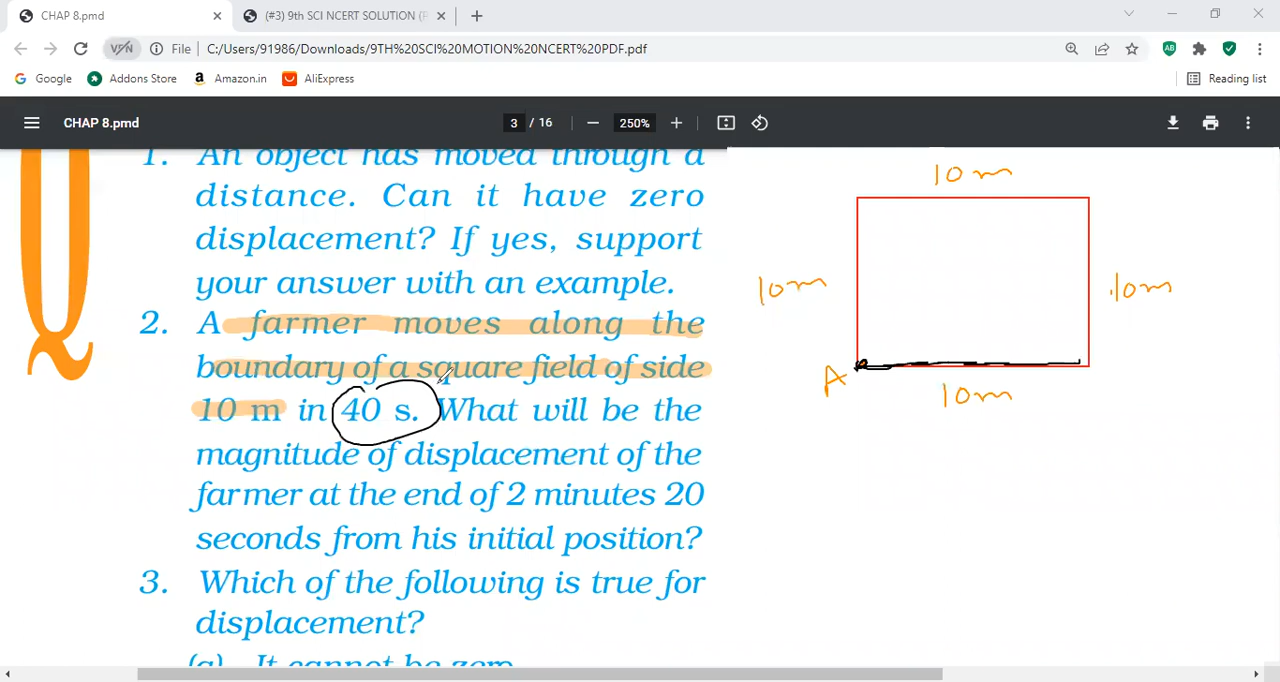 CHAP 8.pmd
(#3) 9th SCI NCERT SOLUTION (
VPN
File
C:/Users/91986/Downloads/9TH%20SCI%20MOTION%20NCERT%20PDF.pdf
Google
Addons Store
Amazon.in
AliExpress
Reading list
CHAP 8.pmd
3 / 16
250%
Q
1. An object has moved through a
distance. Can it have zero
displacement? If yes, support
your answer with an example.
2. A farmer moves along the
boundary of a square field of side
10 m in 40 s. What will be the
magnitude of displacement of the
farmer at the end of 2 minutes 20
seconds from his initial position?
3. Which of the following is true for
displacement?
(a) It cannot be zero.
10 m
10 m
10 m
A
10 m